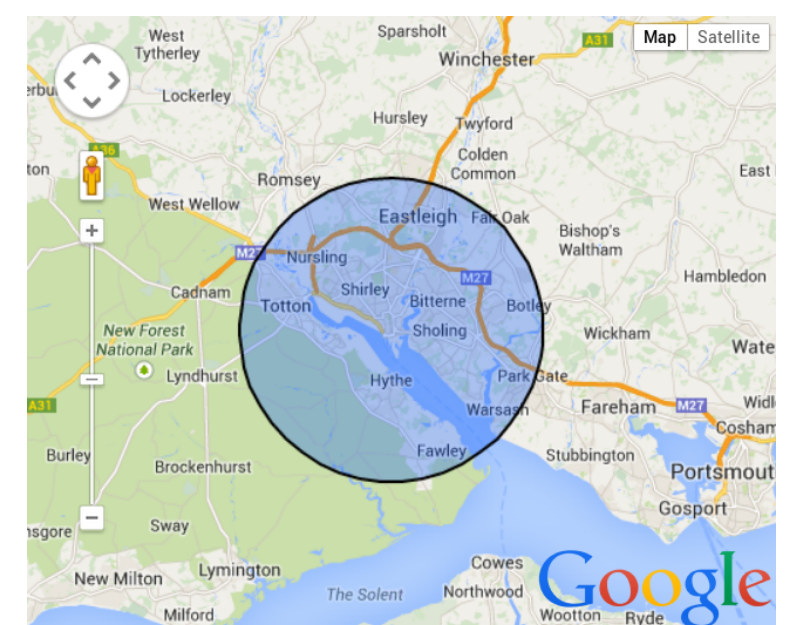 West
Tytherley
Sparsholt
A31
Map
Satellite
Winchester
Lockerley
Hursley
Twyford
A36
Colden
Common
East
ton
Romsey
West Wellow
Eastleigh
Fair Oak
Bishop's
Waltham
M27
Nursling
M27
Hambledon
Cadnam
Shirley
Bitterne
Totton
Botley
New Forest
National Park
Sholing
Wickham
Wate
Lyndhurst
Hythe
Park Gate
A31
Warsash
Fareham
M27
Widl
Cosham
Burley
Brockenhurst
Fawley
Stubbington
Portsmout
Gosport
nsgore
Sway
New Milton
Lymington
The Solent
Cowes
Northwood
Google
Milford
Wootton
Ryde